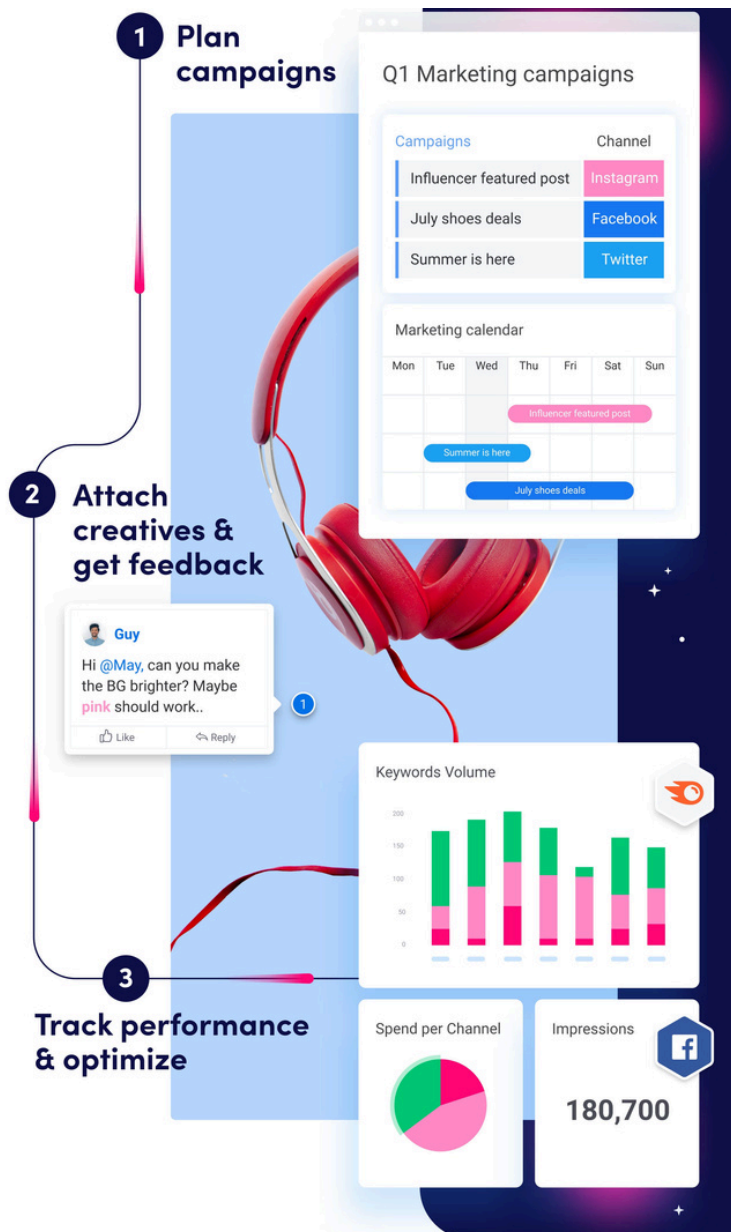 1 Plan
campaigns
Q1 Marketing campaigns
Campaigns Channel
Influencer featured post Instagram
July shoes deals Facebook
Summer is here Twitter
Marketing calendar
Mon Tue Wed Thu Fri Sat Sun
Influencer featured post
Summer is here
July shoes deals
2 Attach
creatives &
get feedback
Guy
Hi @May, can you make
the BG brighter? Maybe
pink should work..
Like Reply
1
Keywords Volume
200
150
100
50
0
3
Track performance
& optimize
Spend per Channel
Impressions
180,700